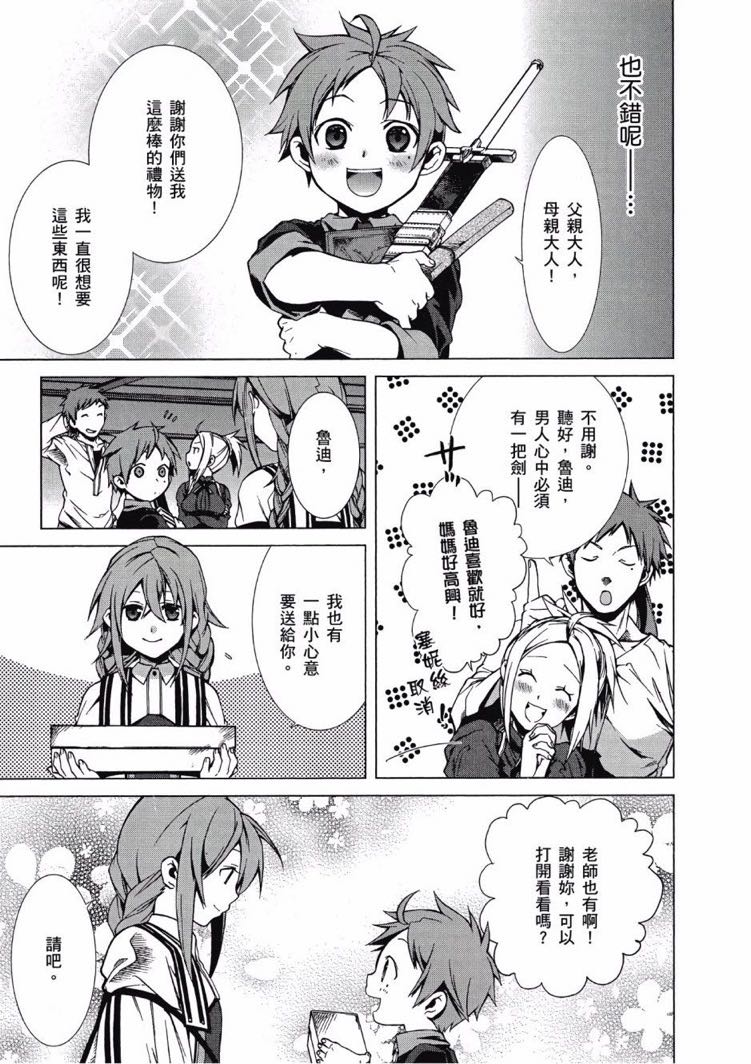 也不錯呢——…
父親大人，
母親大人！
謝謝你們送我
這麼棒的禮物！
我一直很想要
這些東西呢！
不用謝。
聽好，魯迪，
男人心中必須
有一把劍—
魯迪喜歡就好，
媽媽好高興！
塞妮絲
取消！
魯迪，
我也有
一點小心意
要送給你。
老師也有啊！
謝謝妳，可以
打開看看嗎？
請吧。